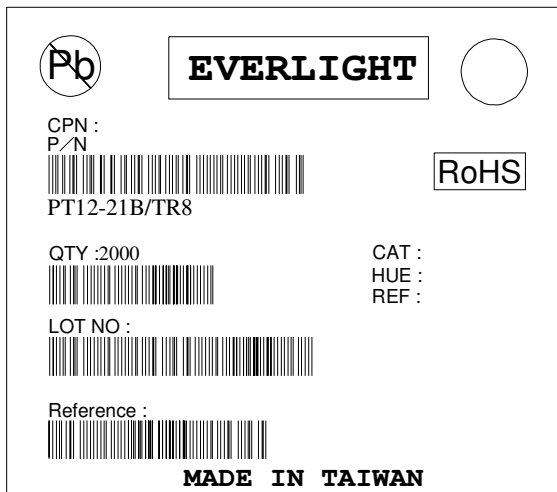 Pb
EVERLIGHT
CPN :
P/N
RoHS
PT12-21B/TR8
QTY :2000
CAT :
HUE :
REF :
LOT NO :
Reference :
MADE IN TAIWAN